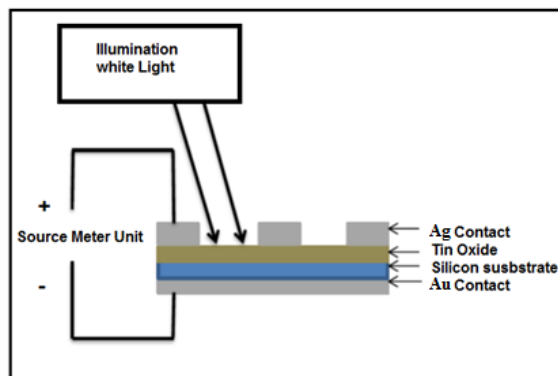 Illumination
white Light
+
Source Meter Unit
-
Ag Contact
Tin Oxide
Silicon susbstrate
Au Contact